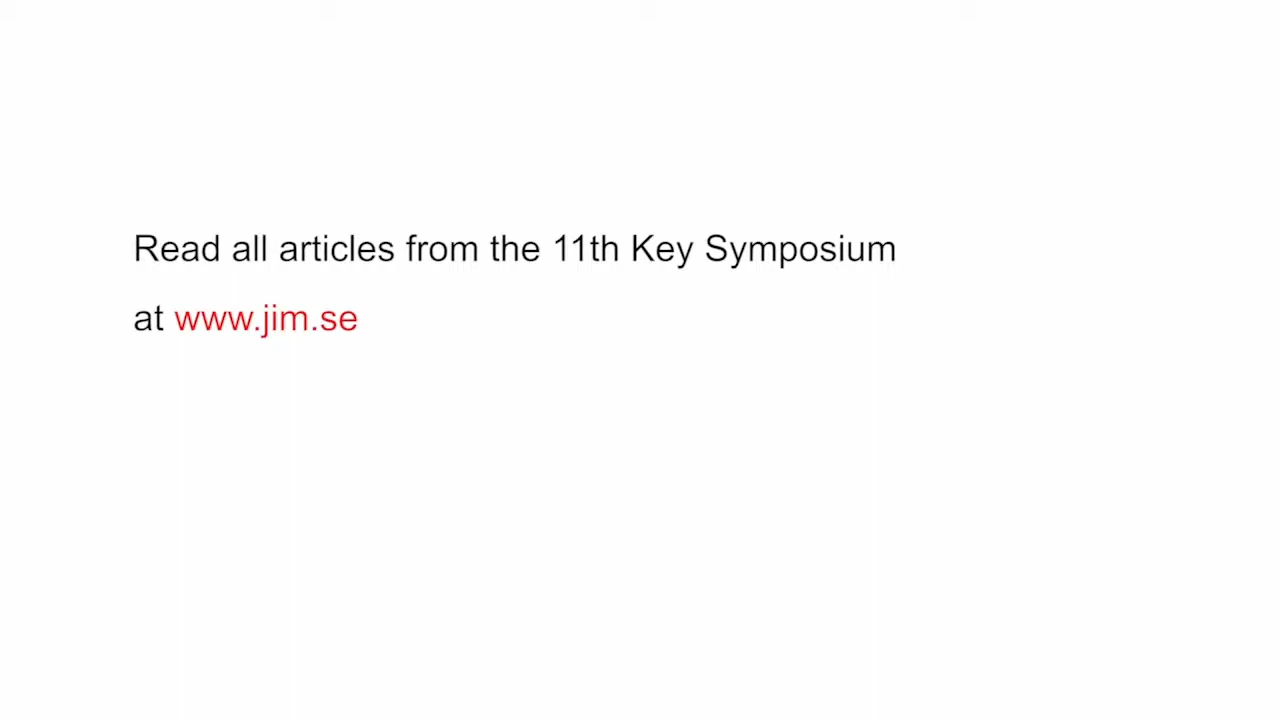 Read all articles from the 11th Key Symposium
at www.jim.se